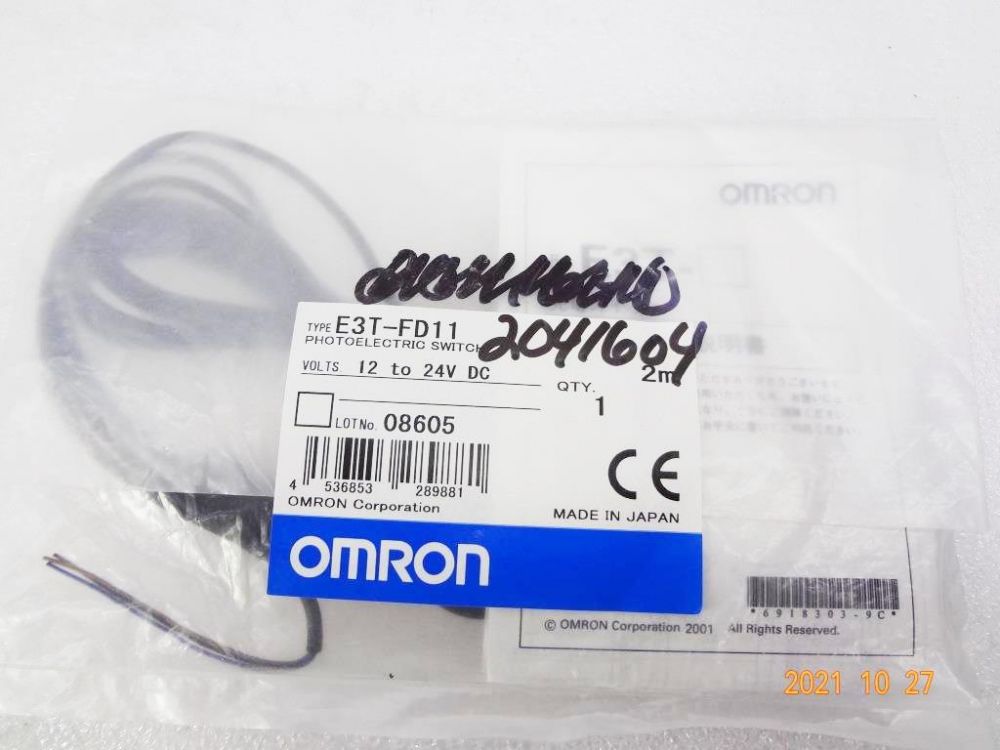 OMRON
E3T-
TYPE E3T-FD11
PHOTOELECTRIC SWITCH
2041604
2m
VOLTS. 12 to 24V DC
QTY.
1
LOT No. 08605
4 536853 289881
OMRON Corporation
CE
MADE IN JAPAN
OMRON
*6918303-9C*
© OMRON Corporation 2001 All Rights Reserved.
2021 10 27